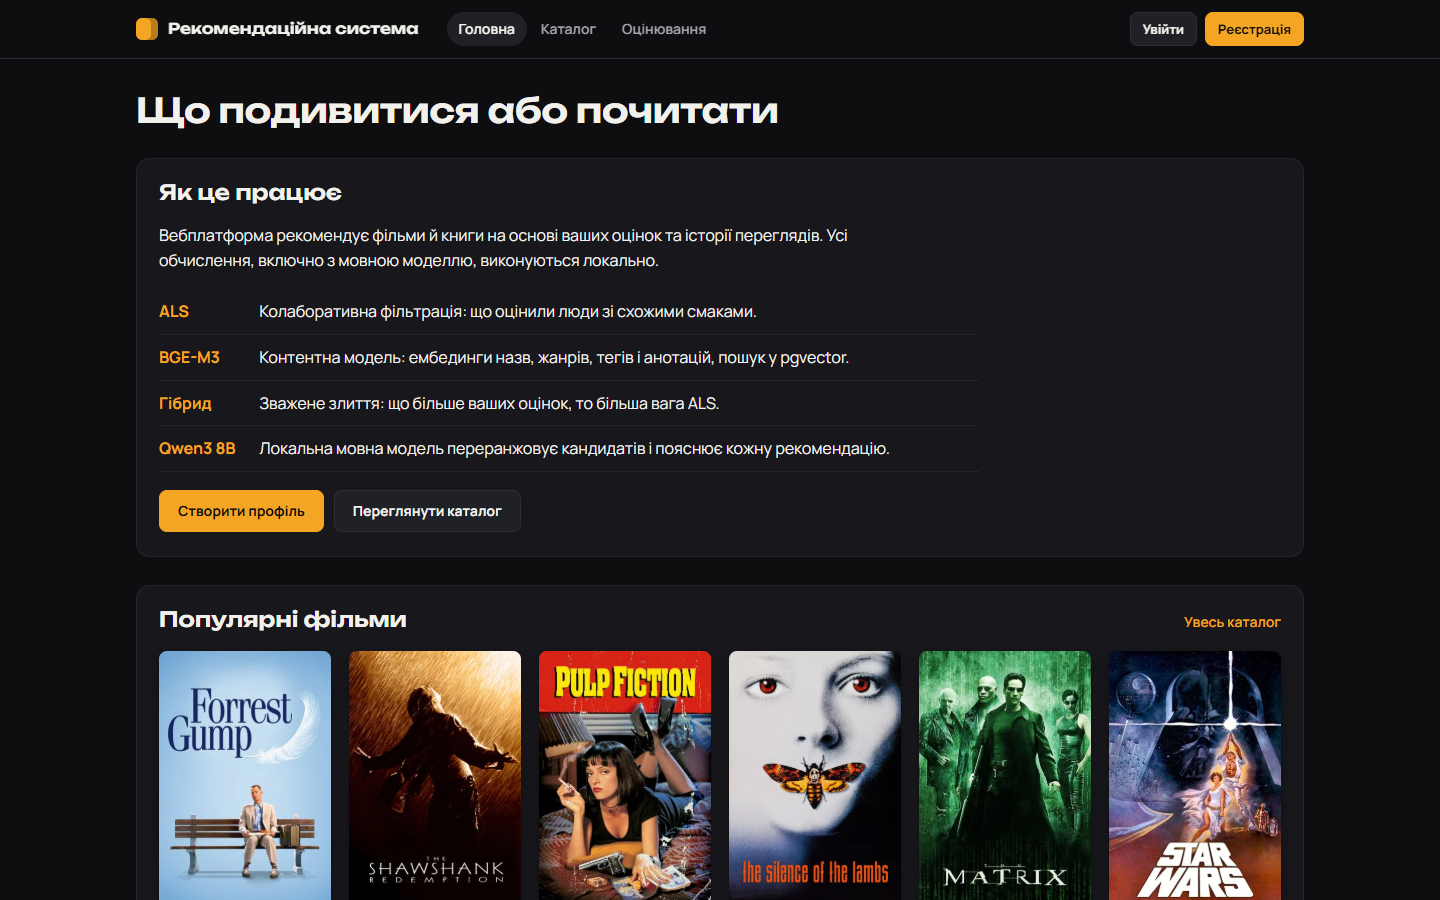 Рекомендаційна система
Головна
Каталог
Оцінювання
Увійти
Реєстрація
Що подивитися або почитати
Як це працює
Вебплатформа рекомендує фільми й книги на основі ваших оцінок та історії переглядів. Усі
обчислення, включно з мовною моделлю, виконуються локально.
ALS
Колаборативна фільтрація: що оцінили люди зі схожими смаками.
BGE-M3
Контентна модель: ембединги назв, жанрів, тегів і анотацій, пошук у pgvector.
Гібрид
Зважене злиття: що більше ваших оцінок, то більша вага ALS.
Qwen3 8B
Локальна мовна модель переранжовує кандидатів і пояснює кожну рекомендацію.
Створити профіль
Переглянути каталог
Популярні фільми
Увесь каталог
Forrest
Gump
THE
SHAWSHANK
REDEMPTION
PULP FICTION
the silence of the lambs
THE
MATRIX
STAR
WARS